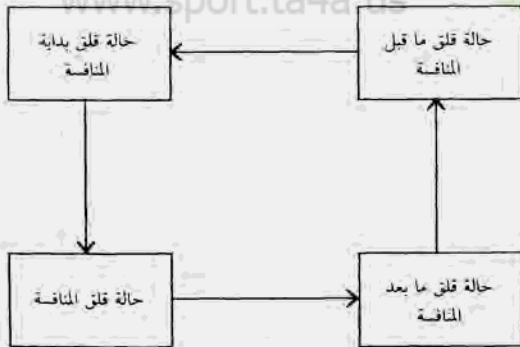 www.sport.ta4a.us
حالة قلق ما قبل
المنافسة
حالة قلق بداية
المنافسة
حالة قلق المنافسة
حالة قلق ما بعد
المنافسة